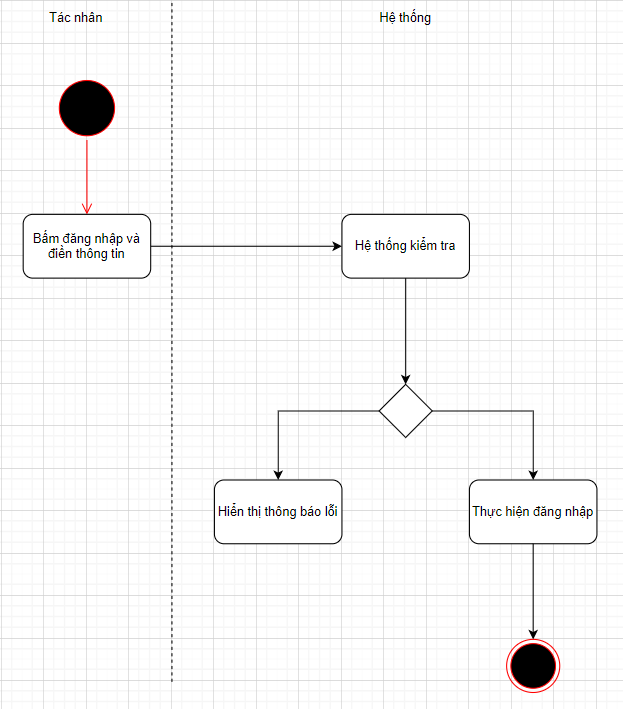 Tác nhân
Hệ thống
Bấm đăng nhập và
điền thông tin
Hệ thống kiểm tra
Hiển thị thông báo lỗi
Thực hiện đăng nhập